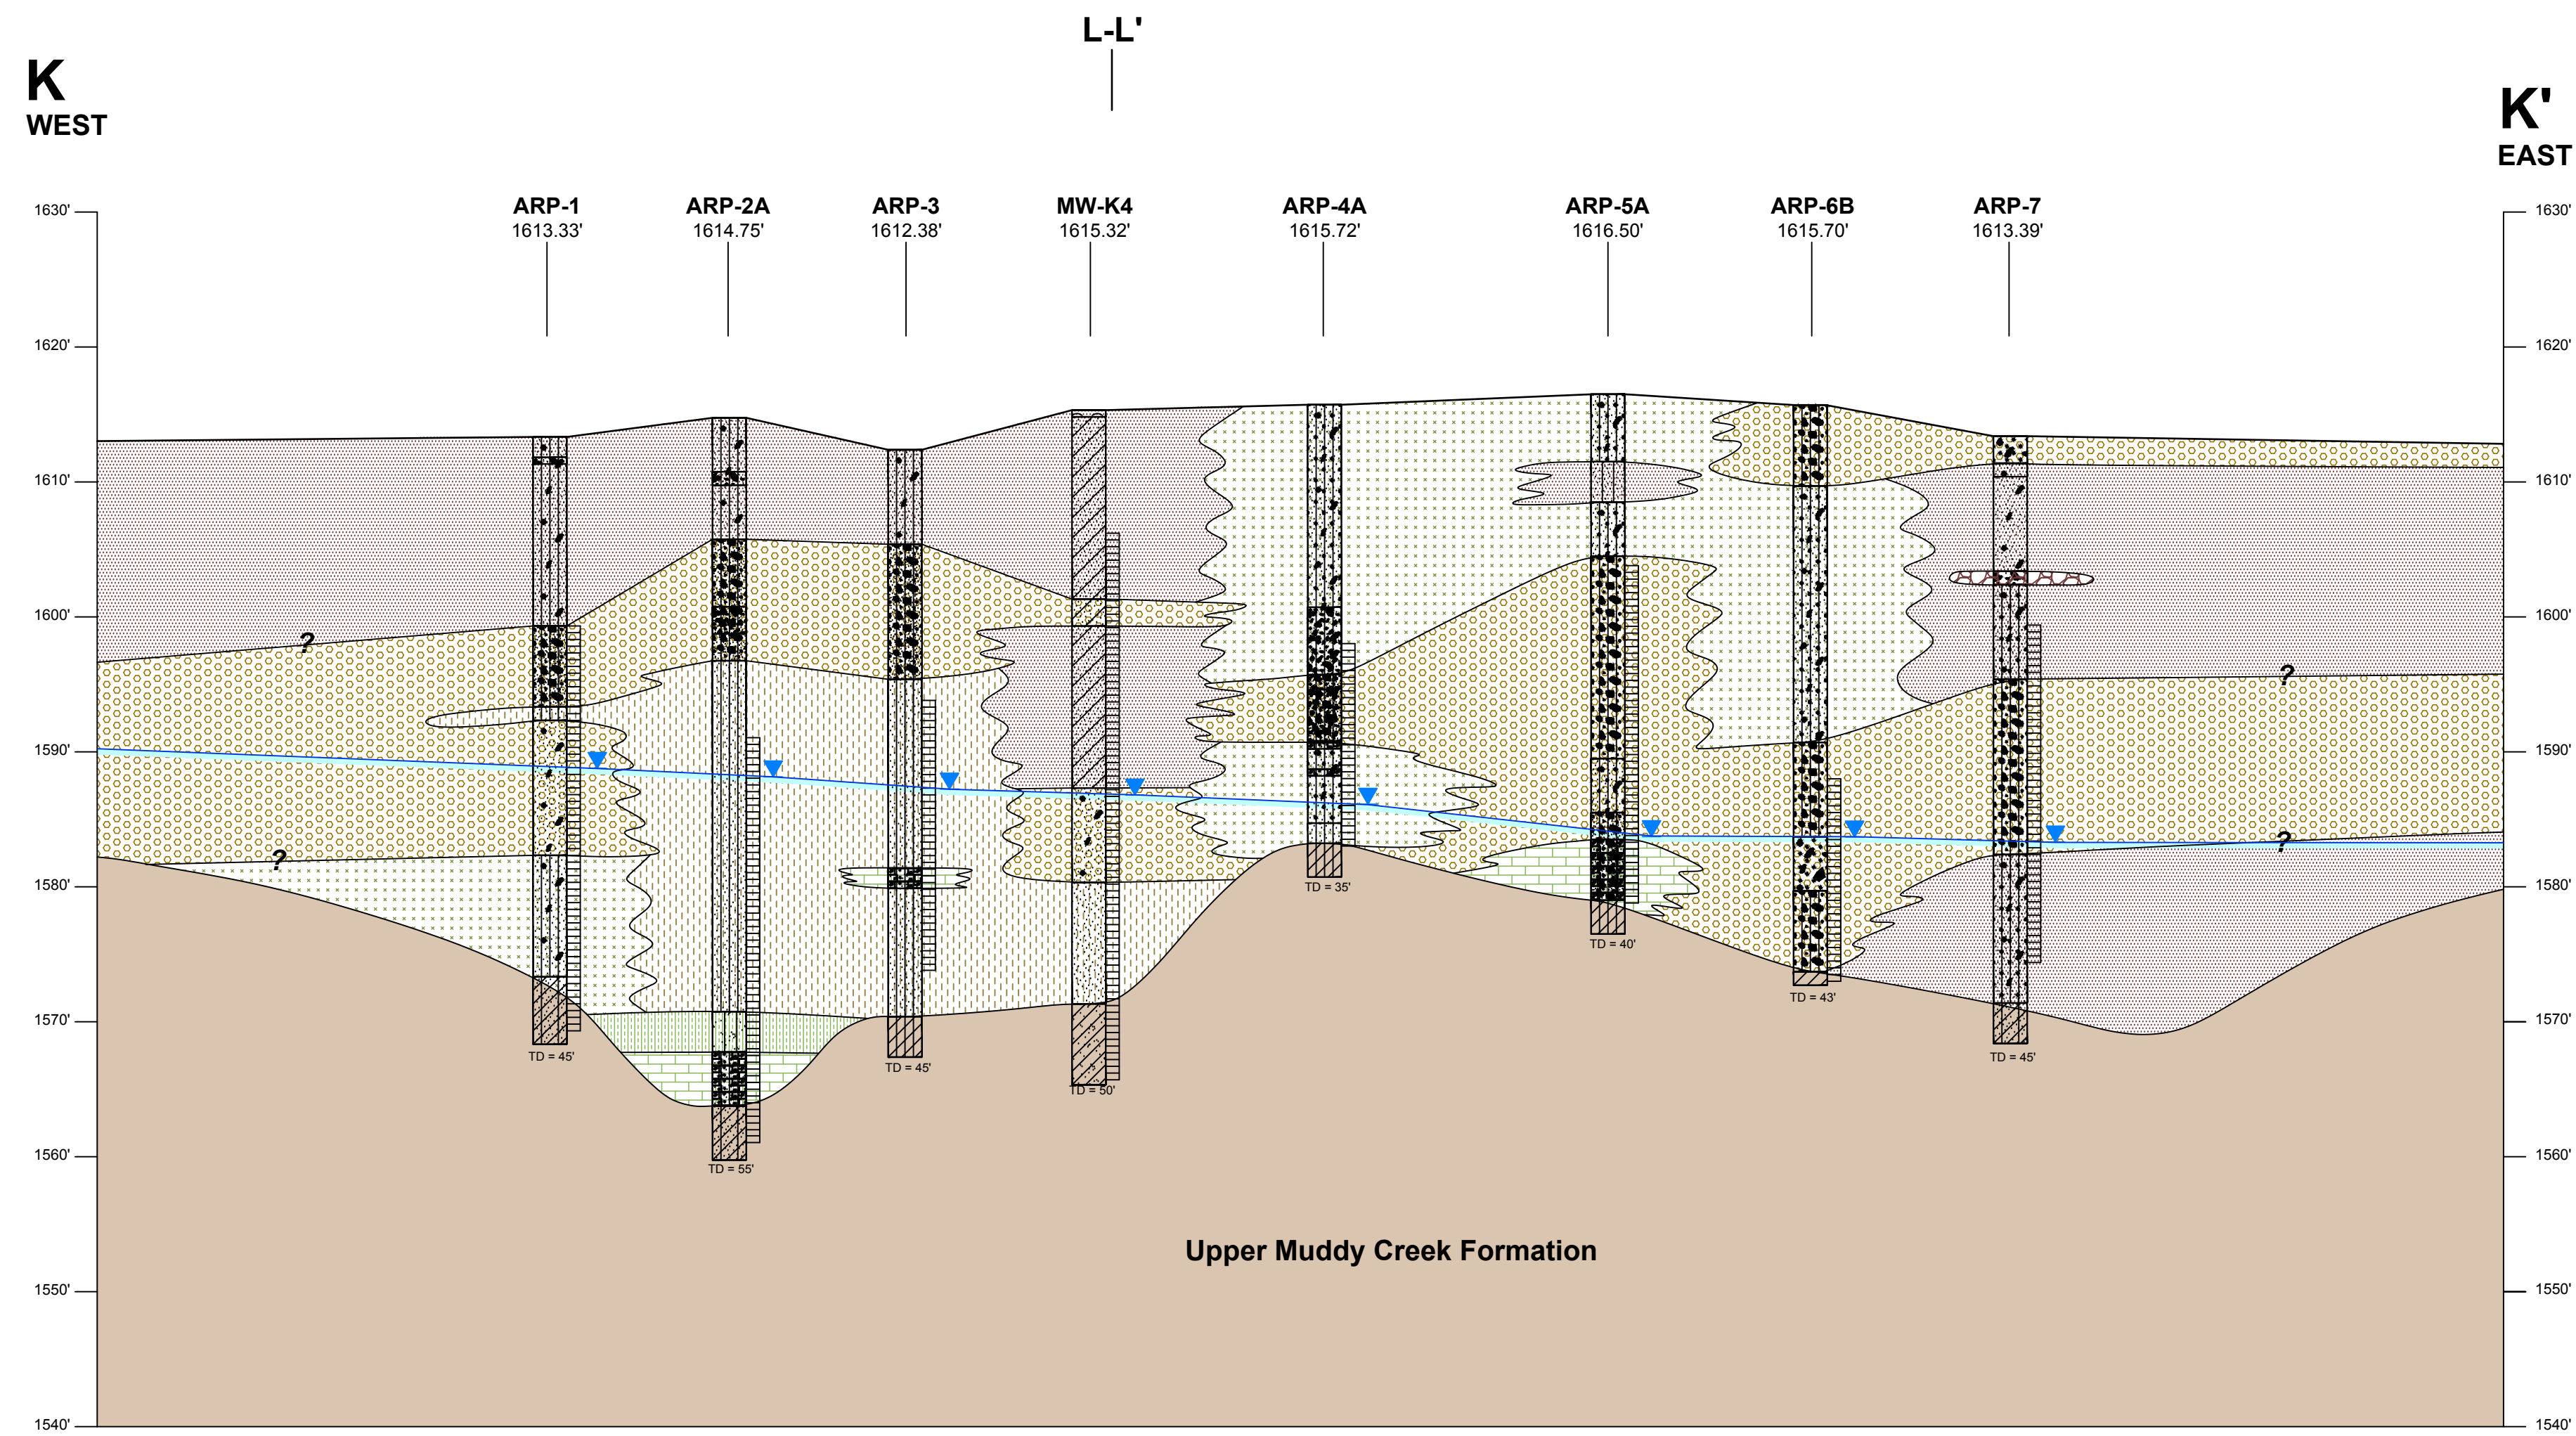 L-L'
K
WEST
K'
EAST
ARP-1
1613.33'
ARP-2A
1614.75'
ARP-3
1612.38'
MW-K4
1615.32'
ARP-4A
1615.72'
ARP-5A
1616.50'
ARP-6B
1615.70'
ARP-7
1613.39'
1630'
1630'
1620'
1620'
1610'
1610'
1600'
1600'
1590'
1590'
1580'
1580'
1570'
1570'
1560'
1560'
1550'
1550'
1540'
1540'
?
?
?
?
TD = 45'
TD = 55'
TD = 45'
TD = 50'
TD = 35'
TD = 40'
TD = 43'
TD = 45'
Upper Muddy Creek Formation